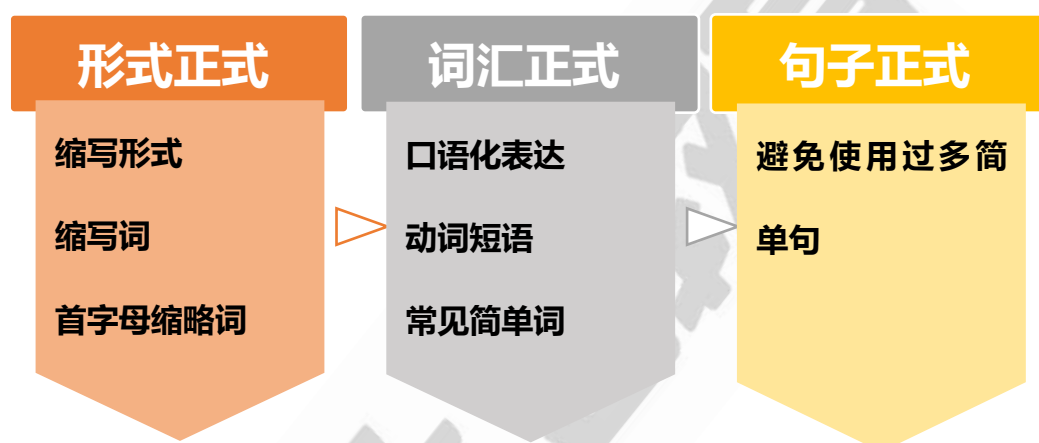 形式正式
缩写形式
缩写词
首字母缩略词
词汇正式
口语化表达
动词短语
常见简单词
句子正式
避免使用过多简
单句